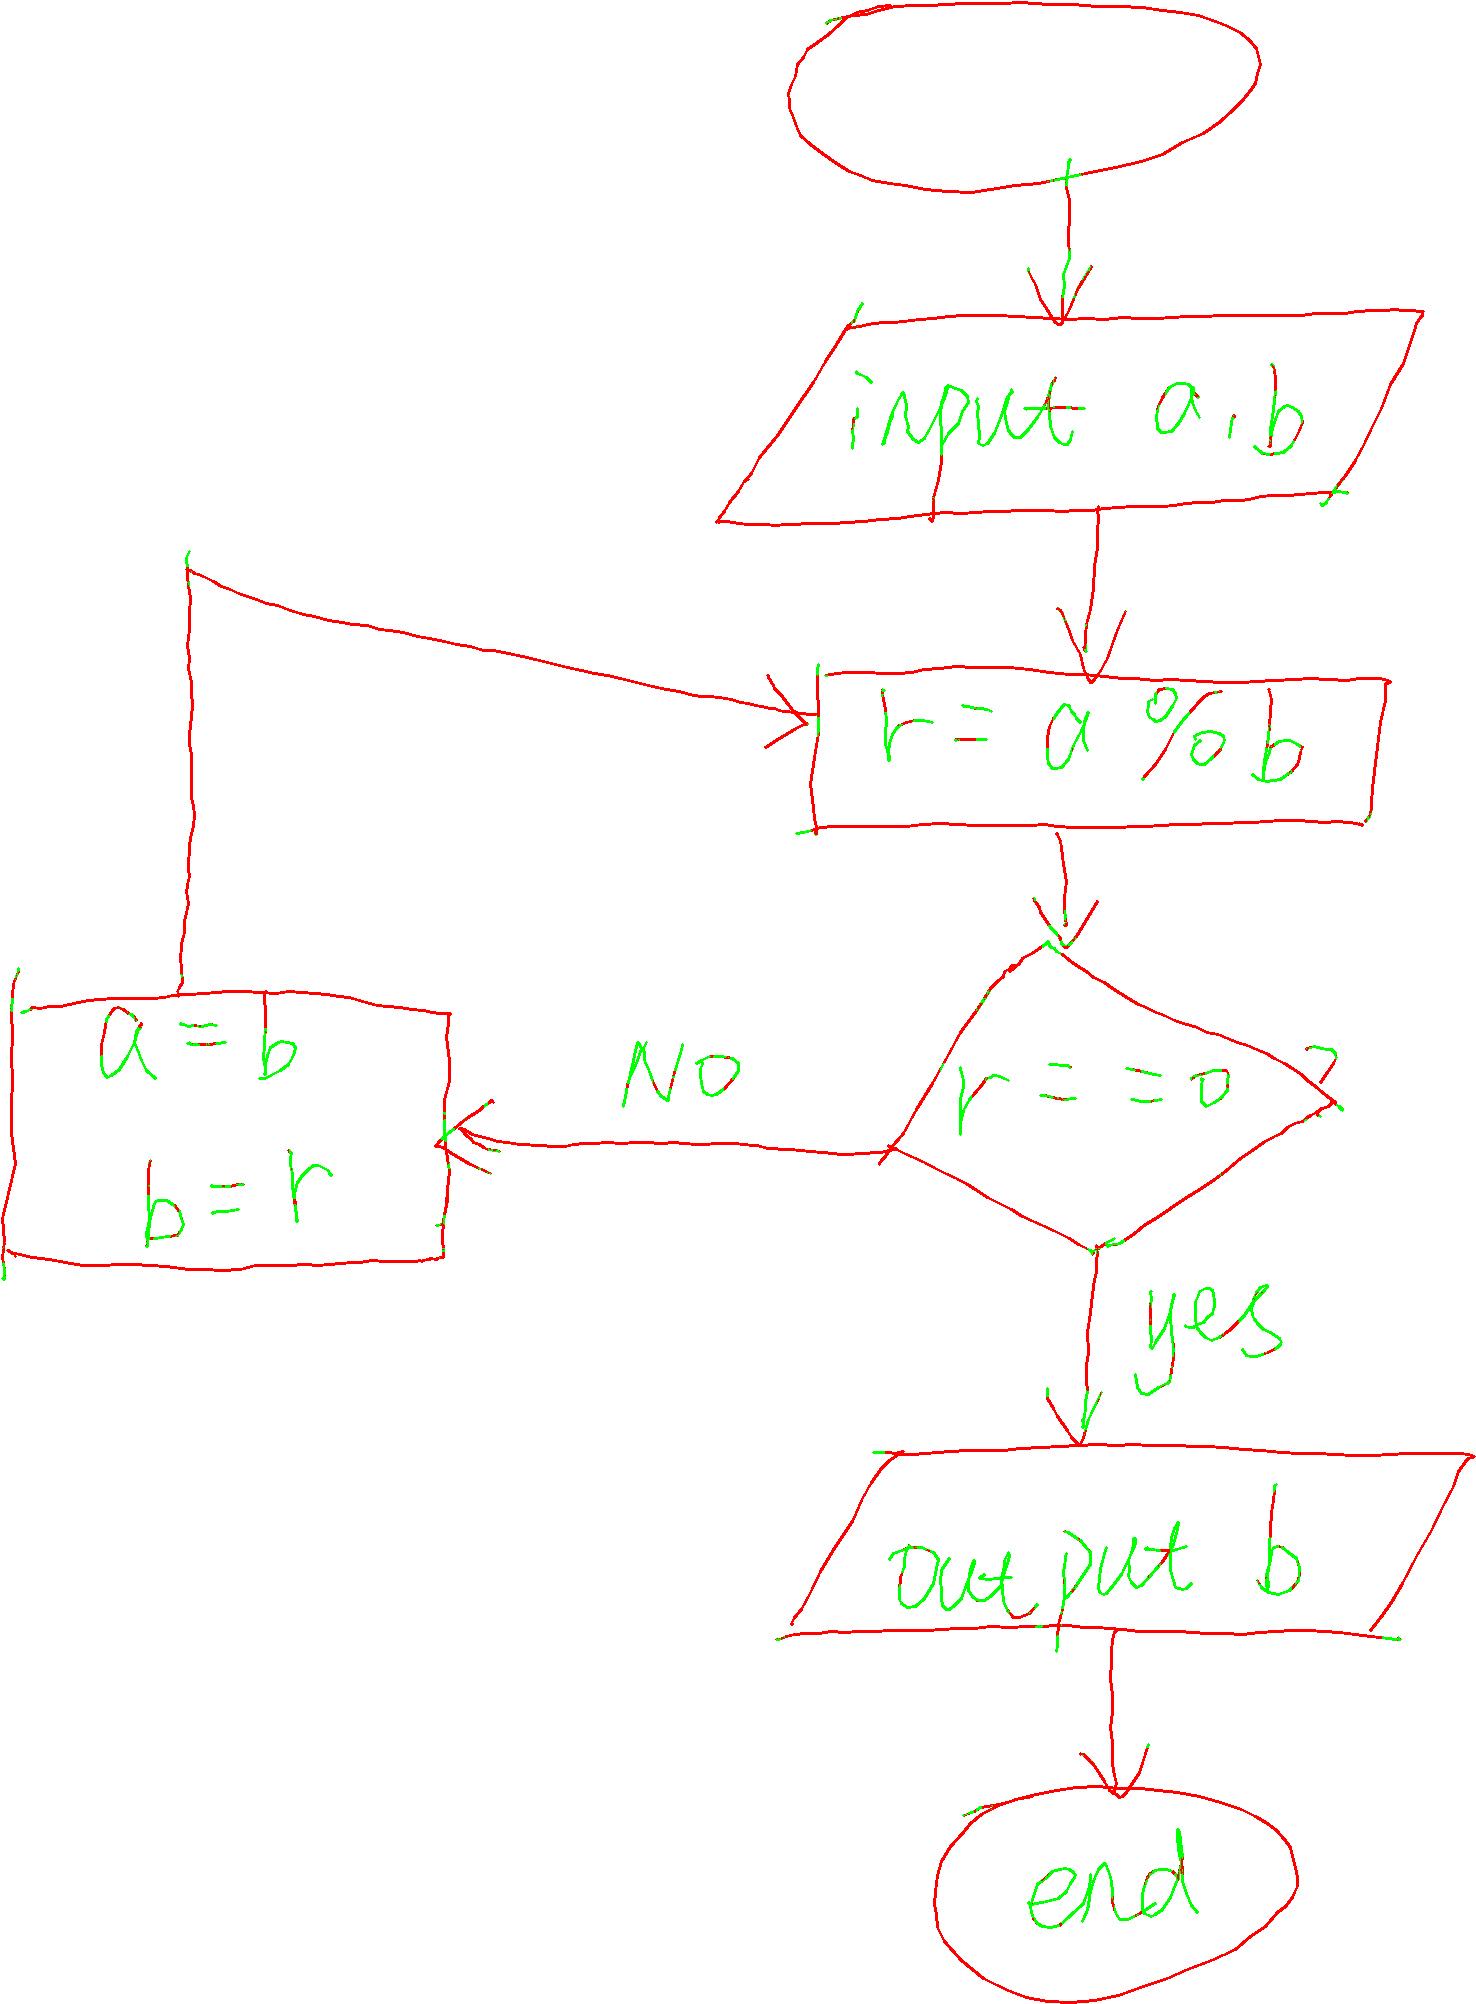 input a,b
r = a % b
r = = 0 ?
NO
a = b
b = r
yes
output b
end